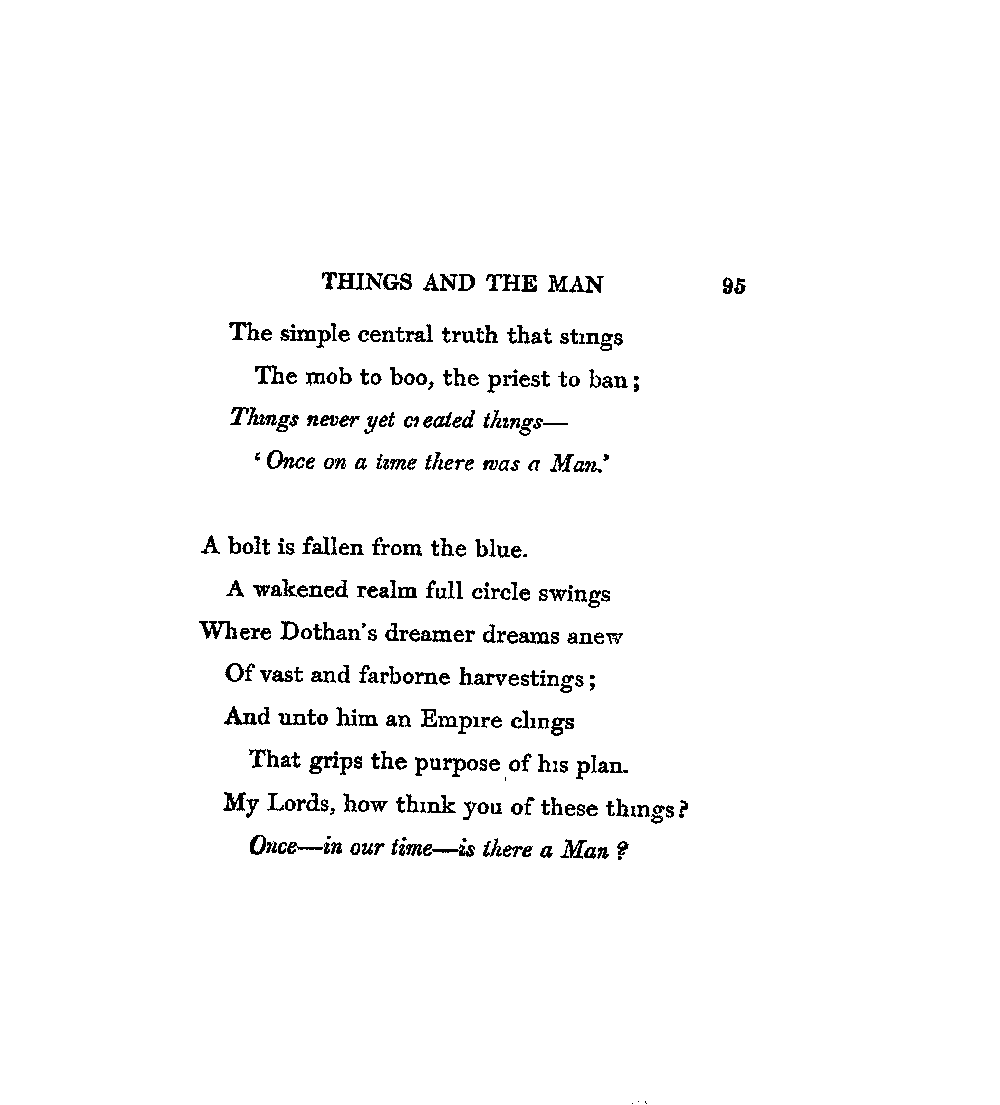 THINGS AND THE MAN 95
The simple central truth that stings
The mob to boo, the priest to ban;
Things never yet created things—
'Once on a time there was a Man.'
A bolt is fallen from the blue.
A wakened realm full circle swings
Where Dothan's dreamer dreams anew
Of vast and farborne harvestings;
And unto him an Empire clings
That grips the purpose of his plan.
My Lords, how think you of these things?
Once—in our time—is there a Man?